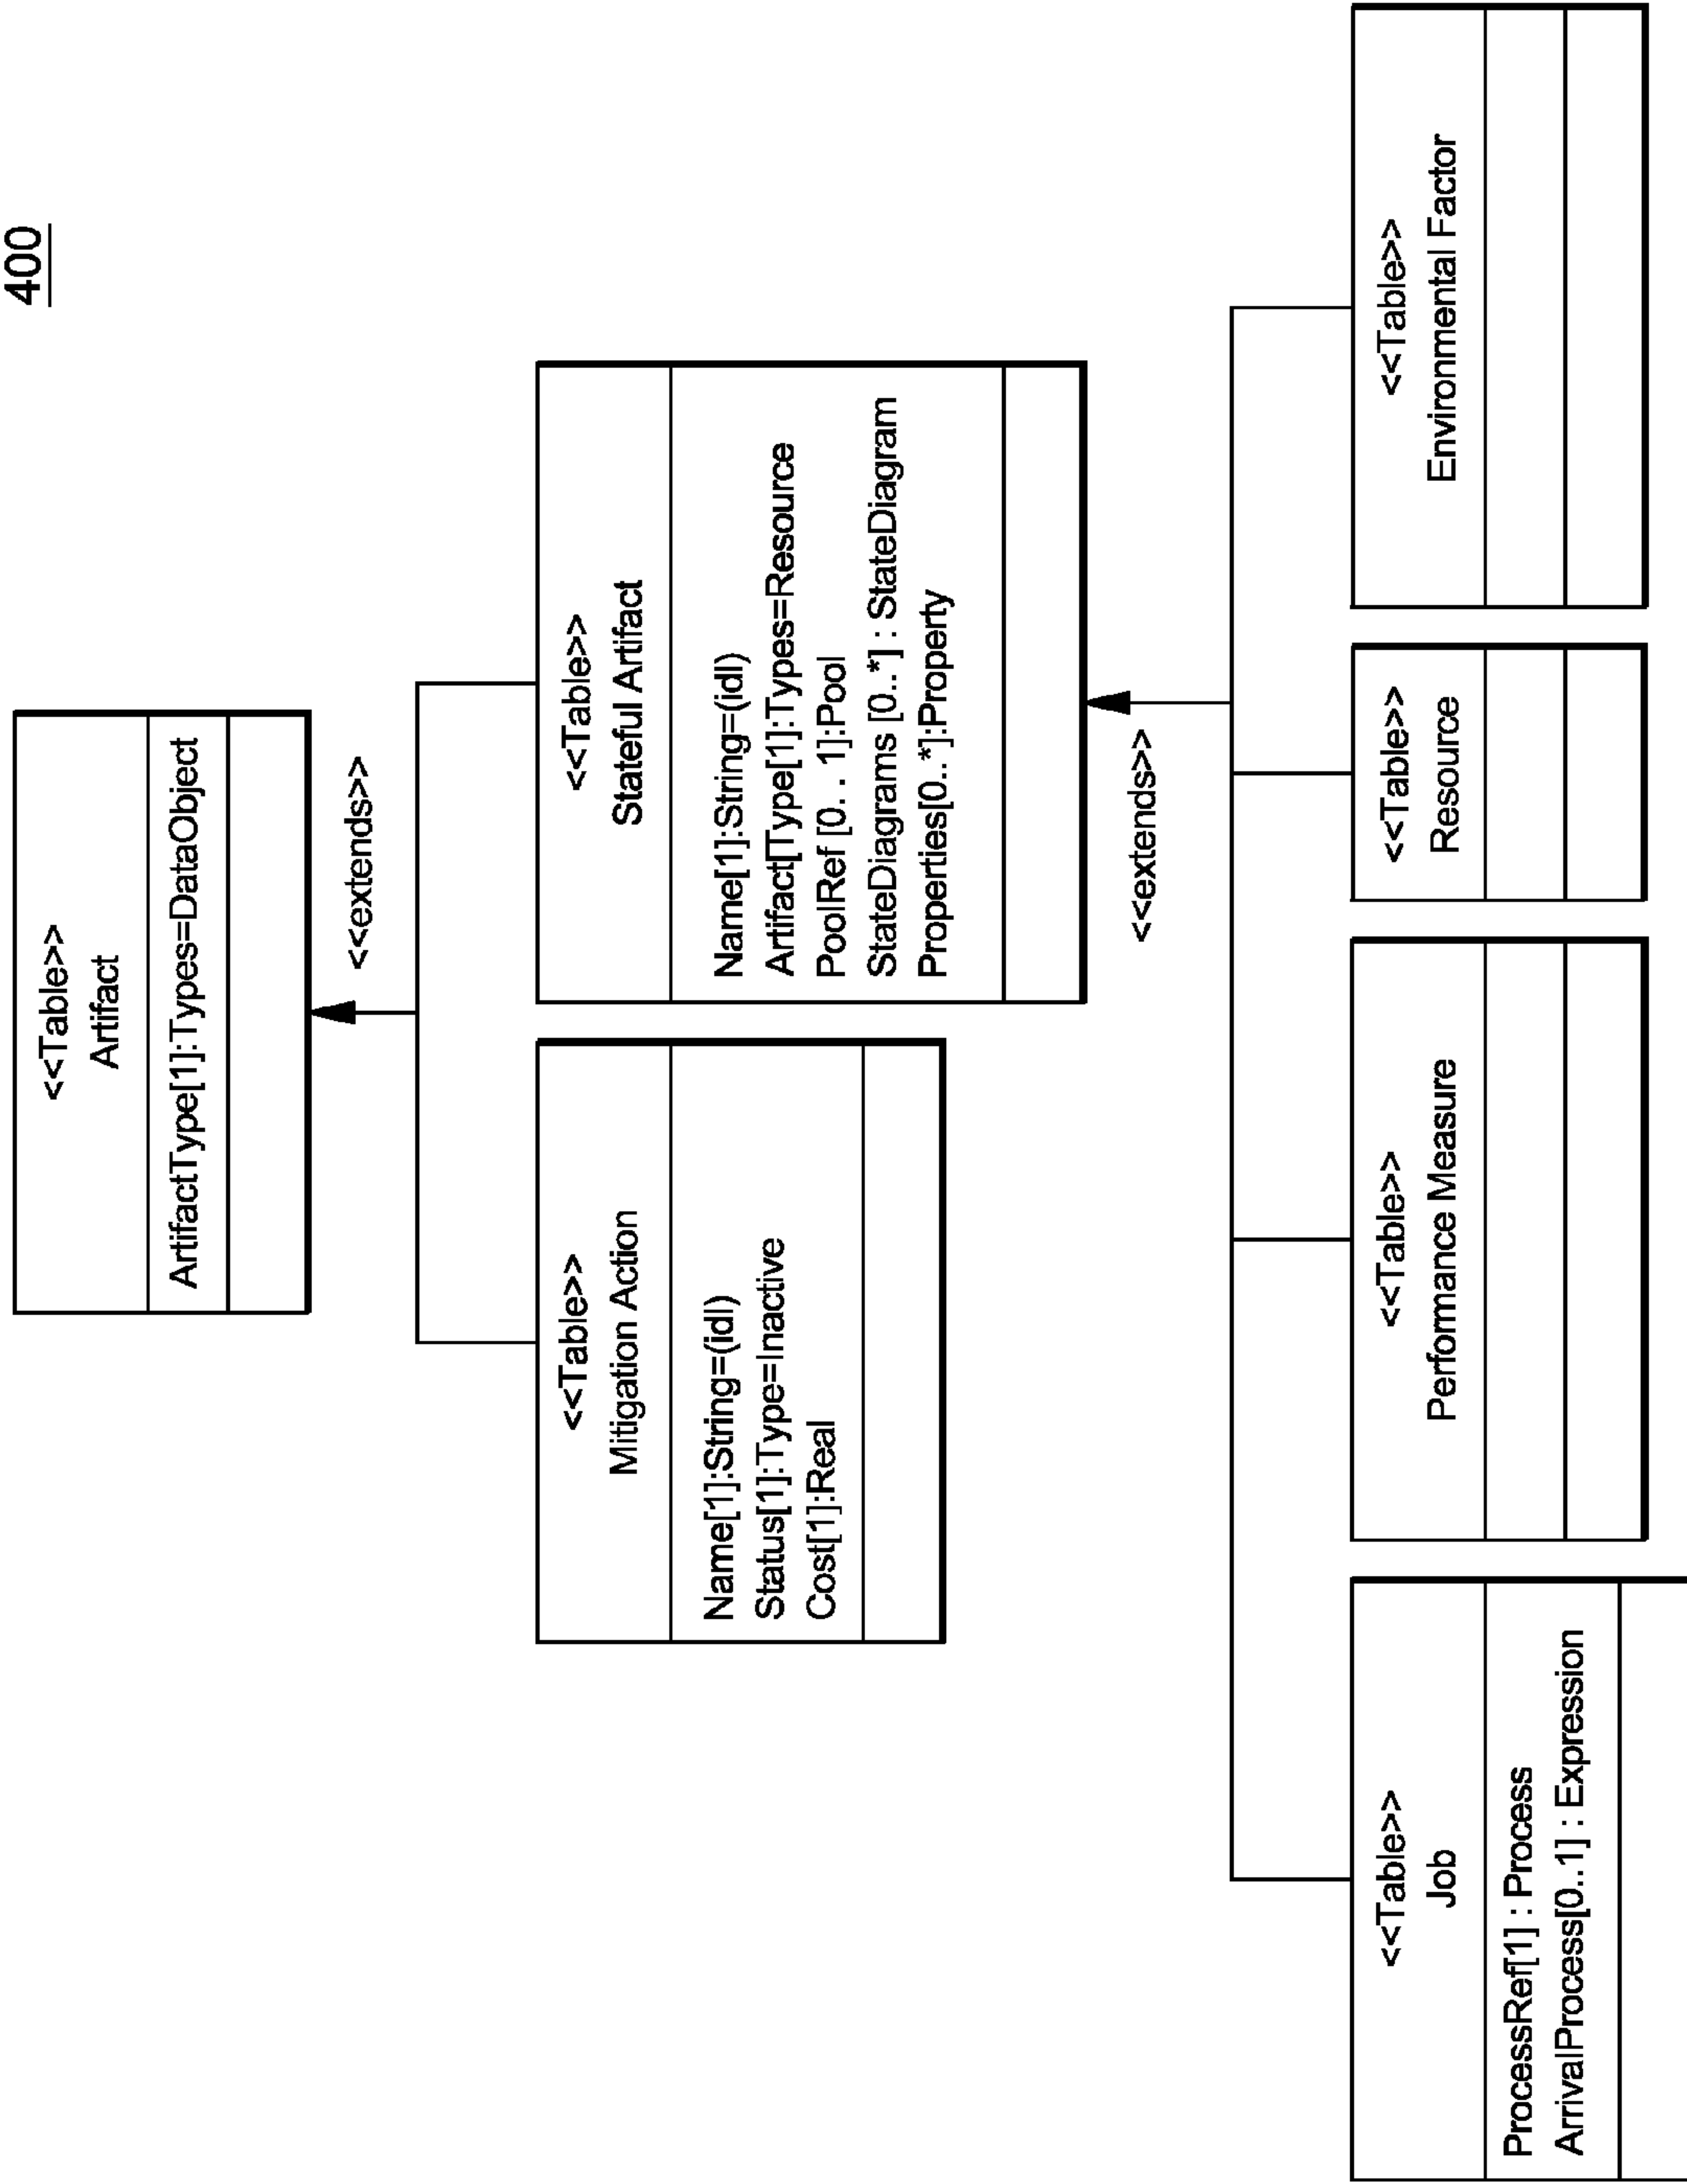 400
<<Table>>
Artifact
ArtifactType[1]:Types=DataObject
<<extends>>
<<Table>>
Mitigation Action
Name[1]:String=(idl)
Status[1]:Type=Inactive
Cost[1]:Real
<<Table>>
Stateful Artifact
Name[1]:String=(idl)
Artifact[Type[1]:Types=Resource
PoolRef [0. . 1]:Pool
StateDiagrams [0..*] : StateDiagram
Properties[0..*]:Property
<<extends>>
<<Table>>
Job
ProcessRef[1] : Process
ArrivalProcess[0..1] : Expression
<<Table>>
Performance Measure
<<Table>>
Resource
<<Table>>
Environmental Factor